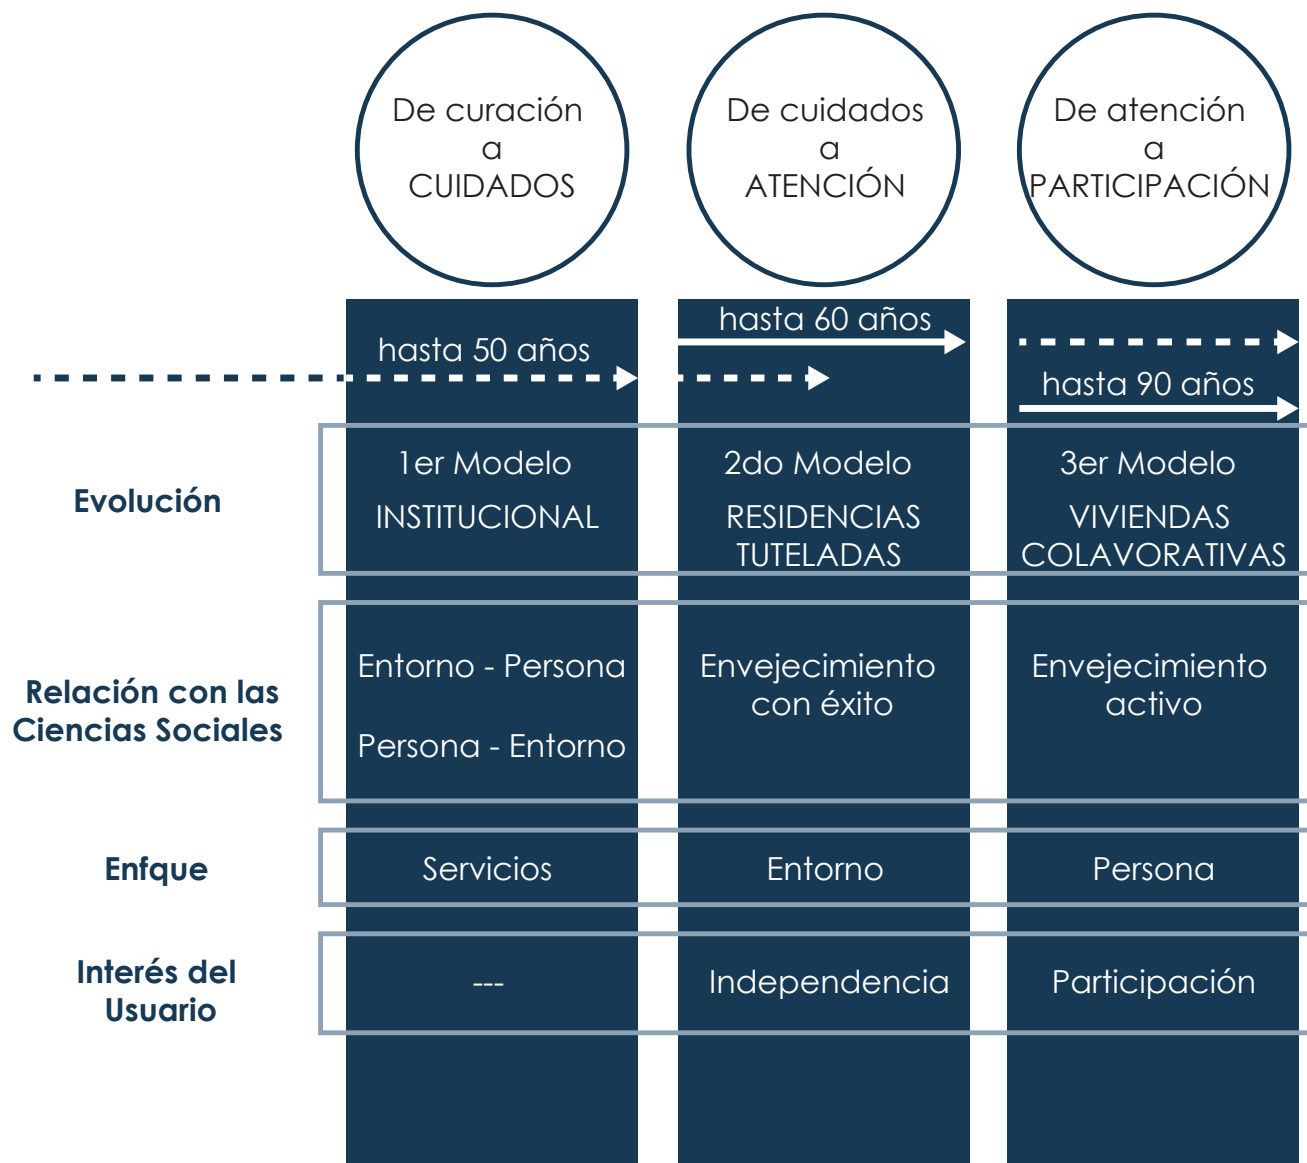 De curación
a
CUIDADOS
De cuidados
a
ATENCIÓN
De atención
a
PARTICIPACIÓN
hasta 50 años
hasta 60 años
hasta 90 años
Evolución
1er Modelo
INSTITUCIONAL
2do Modelo
RESIDENCIAS
TUTELADAS
3er Modelo
VIVIENDAS
COLAVORATIVAS
Relación con las
Ciencias Sociales
Entorno - Persona
Persona - Entorno
Envejecimiento
con éxito
Envejecimiento
activo
Enfque
Servicios
Entorno
Persona
Interés del
Usuario
---
Independencia
Participación